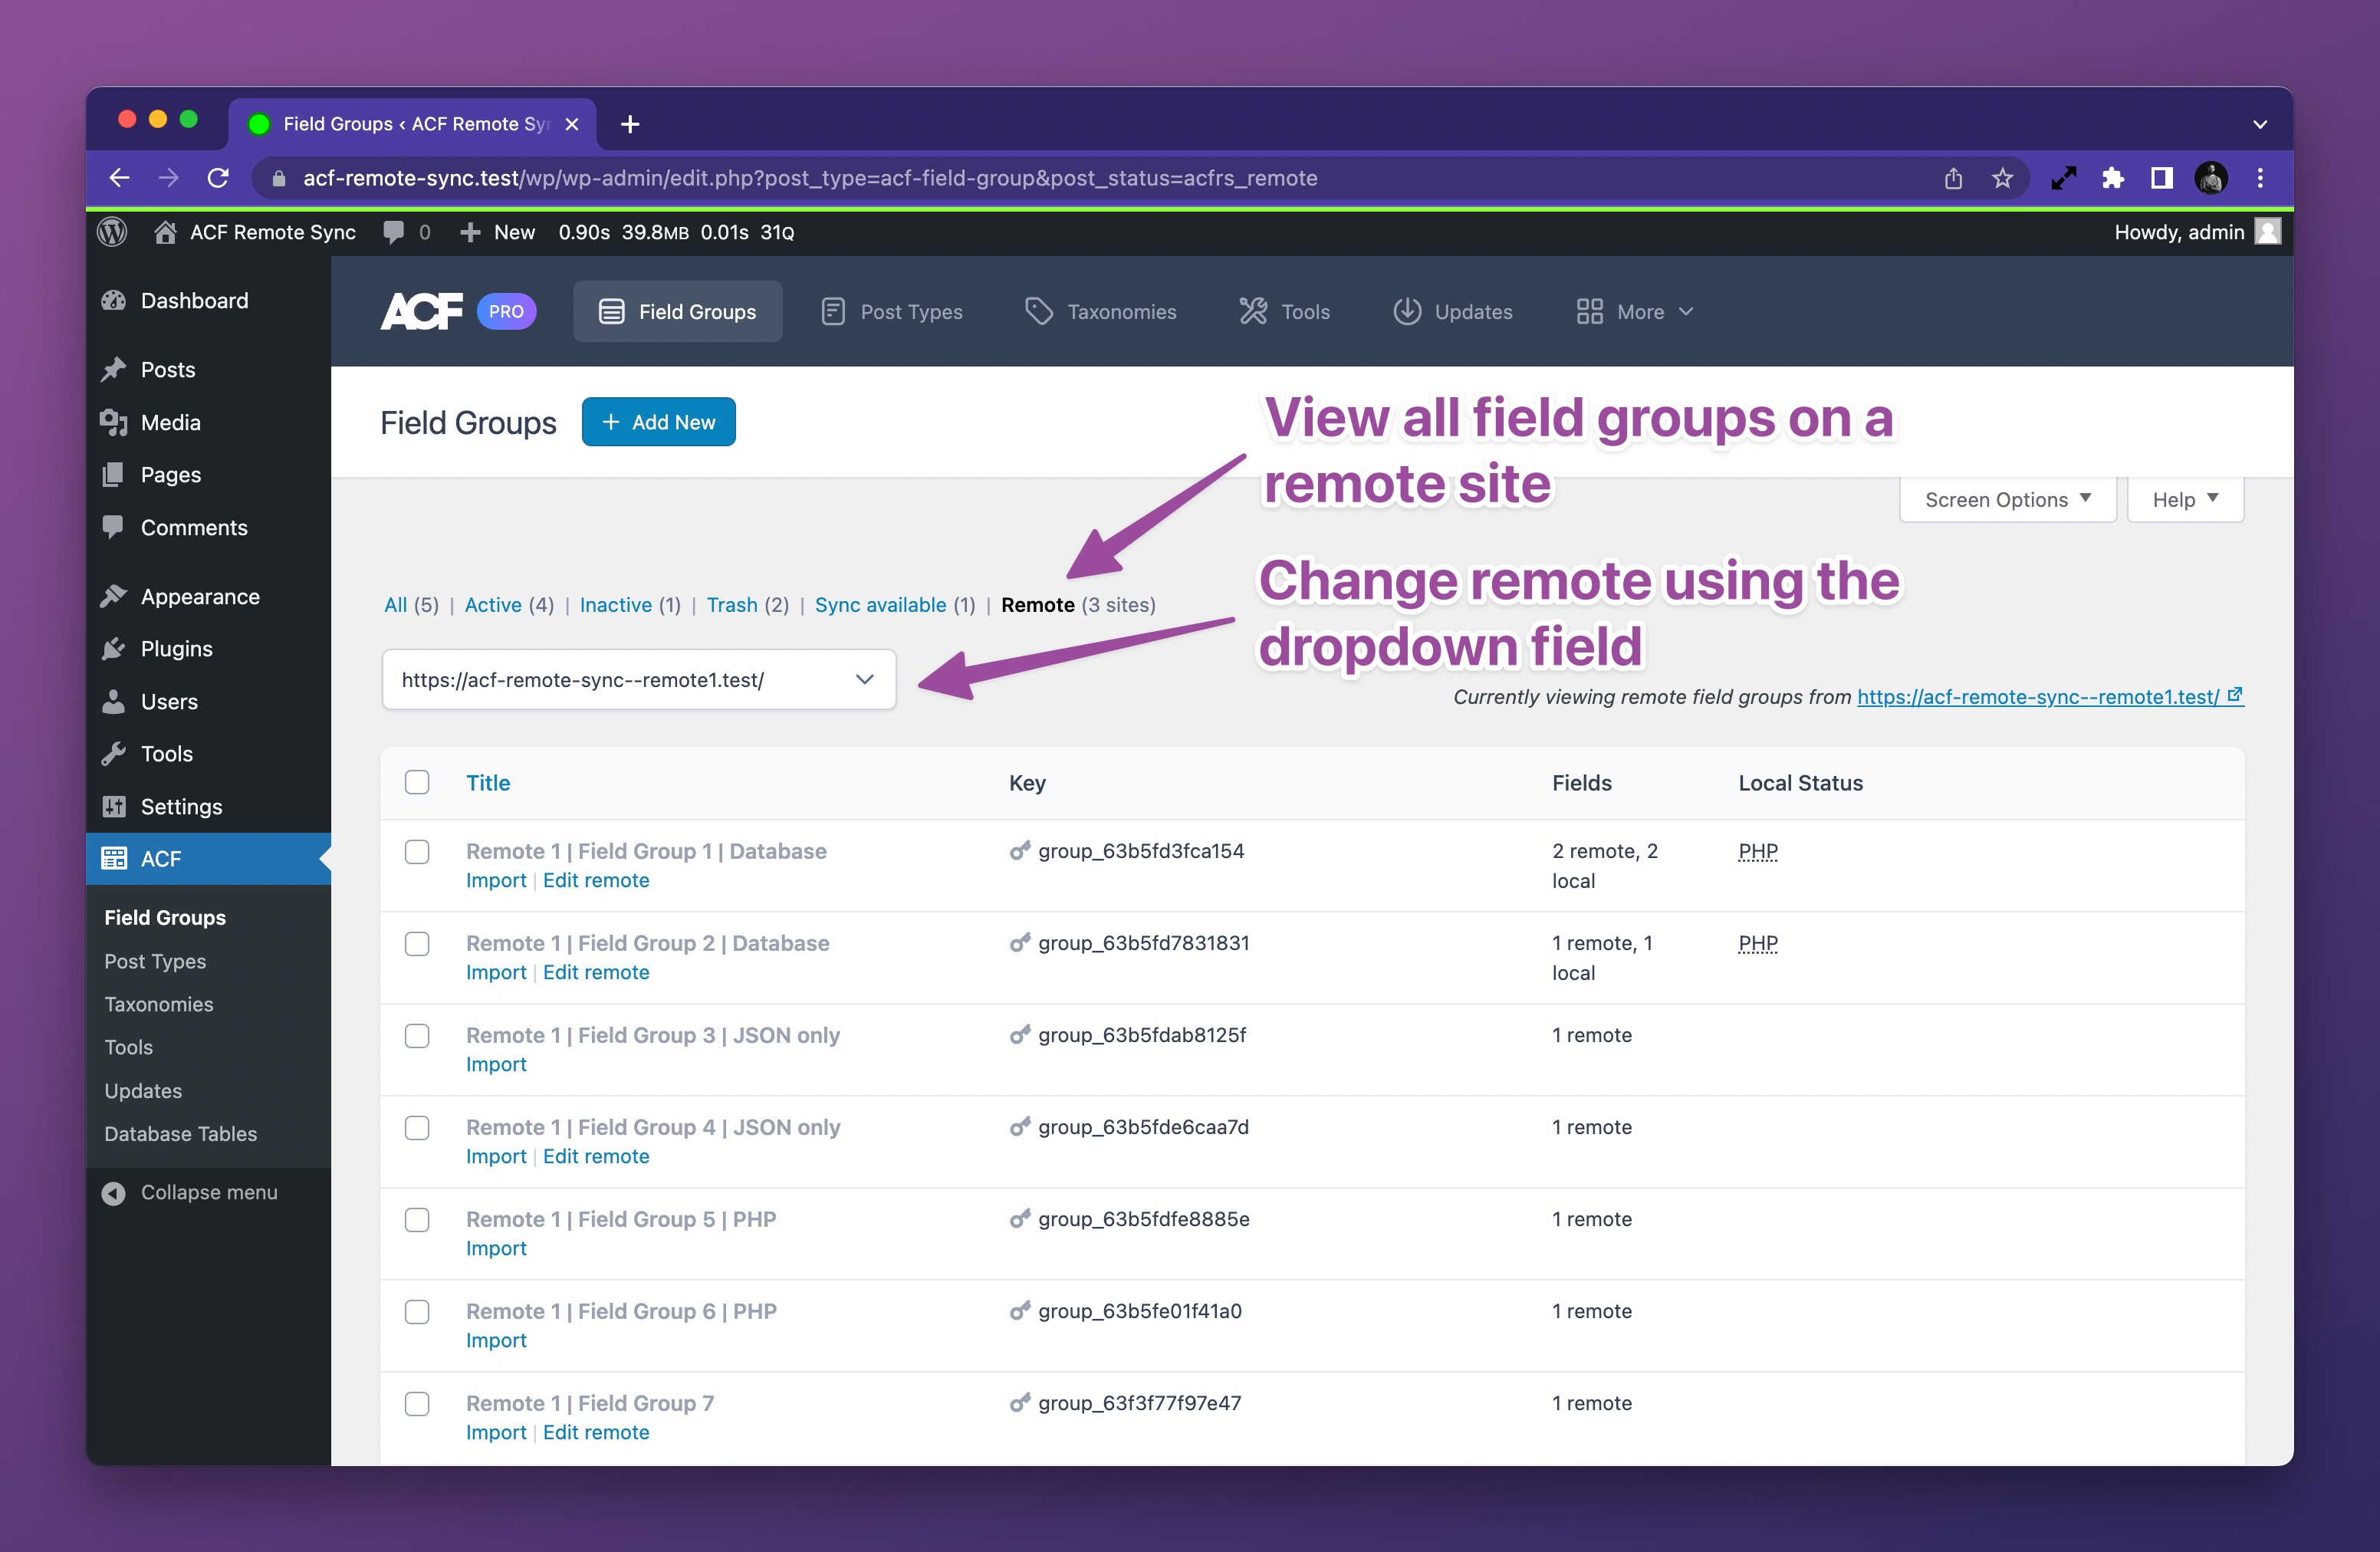 Field Groups ‹ ACF Remote Sy
acf-remote-sync.test/wp/wp-admin/edit.php?post_type=acf-field-group&post_status=acfrs_remote
ACF Remote Sync 0 New 0.90s 39.8MB 0.01s 31Q Howdy, admin
Dashboard
Posts
Media
Pages
Comments
Appearance
Plugins
Users
Tools
Settings
ACF
Field Groups
Post Types
Taxonomies
Tools
Updates
Database Tables
Collapse menu
ACF PRO Field Groups Post Types Taxonomies Tools Updates More
Field Groups + Add New
View all field groups on a
remote site
Screen Options Help
Change remote using the
dropdown field
All (5) | Active (4) | Inactive (1) | Trash (2) | Sync available (1) | Remote (3 sites)
https://acf-remote-sync--remote1.test/
Currently viewing remote field groups from https://acf-remote-sync--remote1.test/
Title Key Fields Local Status
Remote 1 | Field Group 1 | Database group_63b5fd3fca154 2 remote, 2 PHP
Import | Edit remote local
Remote 1 | Field Group 2 | Database group_63b5fd7831831 1 remote, 1 PHP
Import | Edit remote local
Remote 1 | Field Group 3 | JSON only group_63b5fdab8125f 1 remote
Import
Remote 1 | Field Group 4 | JSON only group_63b5fde6caa7d 1 remote
Import | Edit remote
Remote 1 | Field Group 5 | PHP group_63b5fdfe8885e 1 remote
Import
Remote 1 | Field Group 6 | PHP group_63b5fe01f41a0 1 remote
Import
Remote 1 | Field Group 7 group_63f3f77f97e47 1 remote
Import | Edit remote